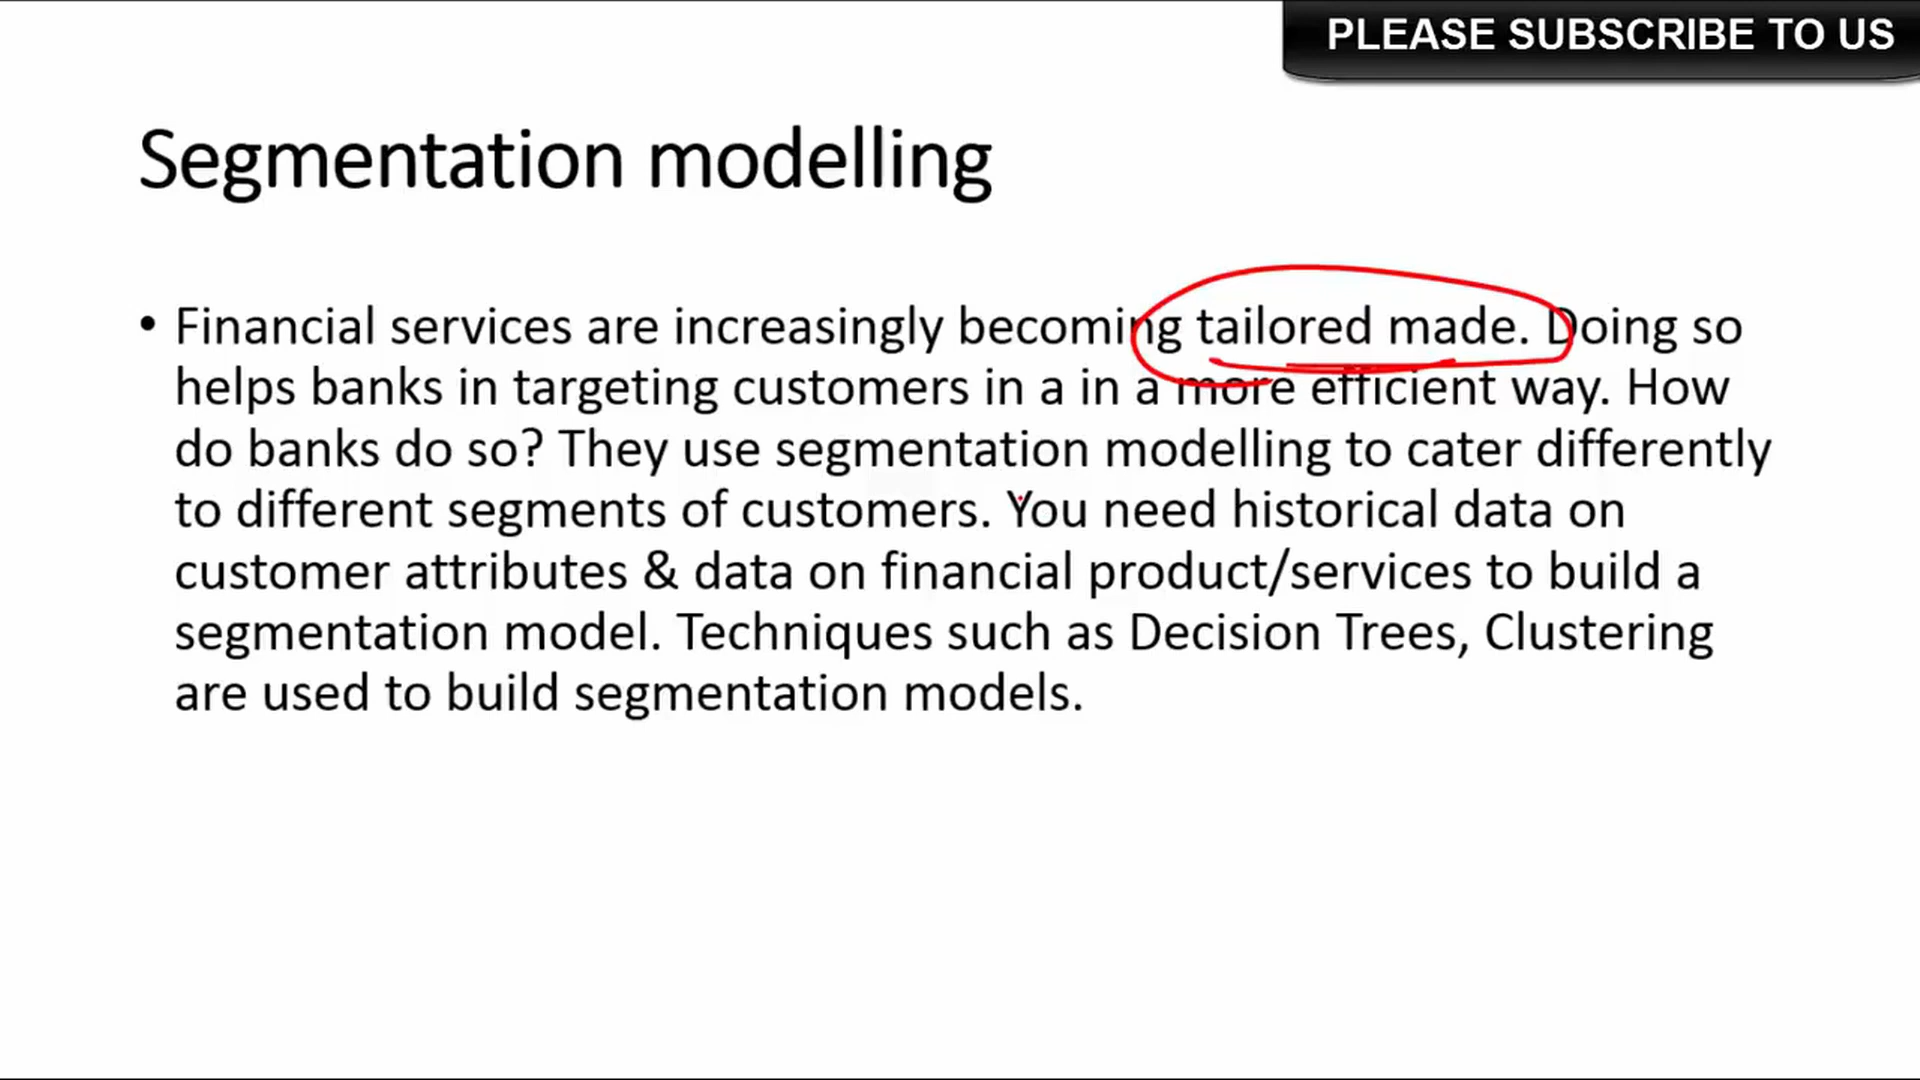 PLEASE SUBSCRIBE TO US
Segmentation modelling
• Financial services are increasingly becoming tailored made. Doing so
helps banks in targeting customers in a in a more efficient way. How
do banks do so? They use segmentation modelling to cater differently
to different segments of customers. You need historical data on
customer attributes & data on financial product/services to build a
segmentation model. Techniques such as Decision Trees, Clustering
are used to build segmentation models.